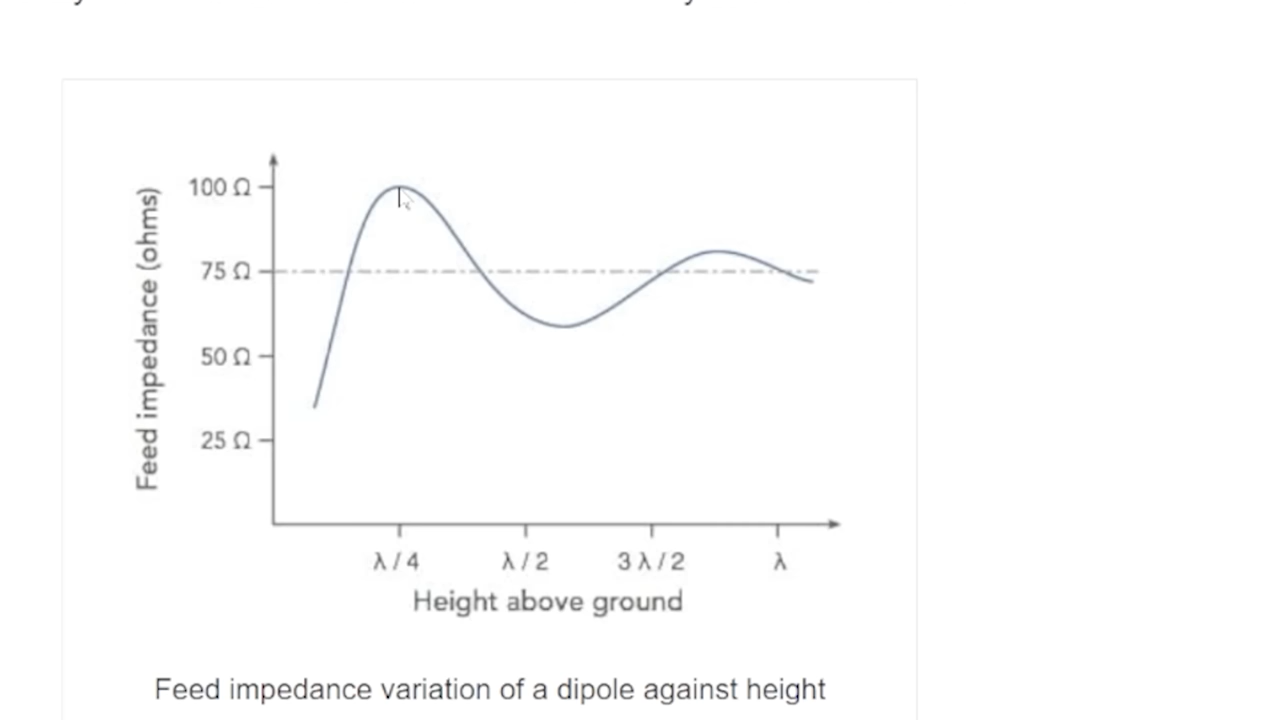 100 Ω
75 Ω
50 Ω
25 Ω
Feed impedance (ohms)
λ / 4
λ / 2
3 λ / 2
λ
Height above ground
Feed impedance variation of a dipole against height